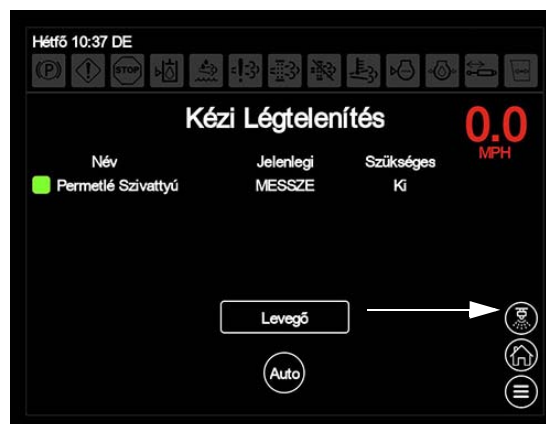 Hétfő 10:37 DE
(P) STOP
Kézi Légtelenítés
0.0
MPH
Név Jelenlegi Szükséges
Permetlé Szivattyú MESSZE Ki
Levegő
Auto